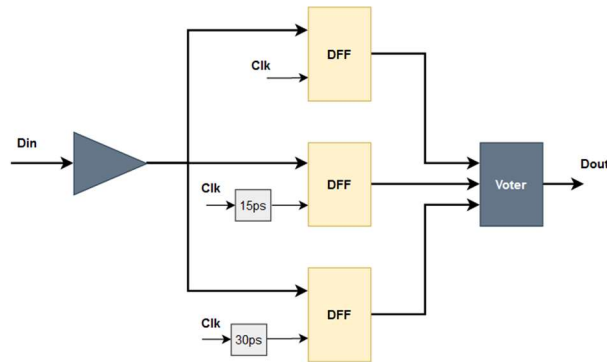 DFF
Clk
Din
Clk
DFF
15ps
Voter
Dout
Clk
DFF
30ps